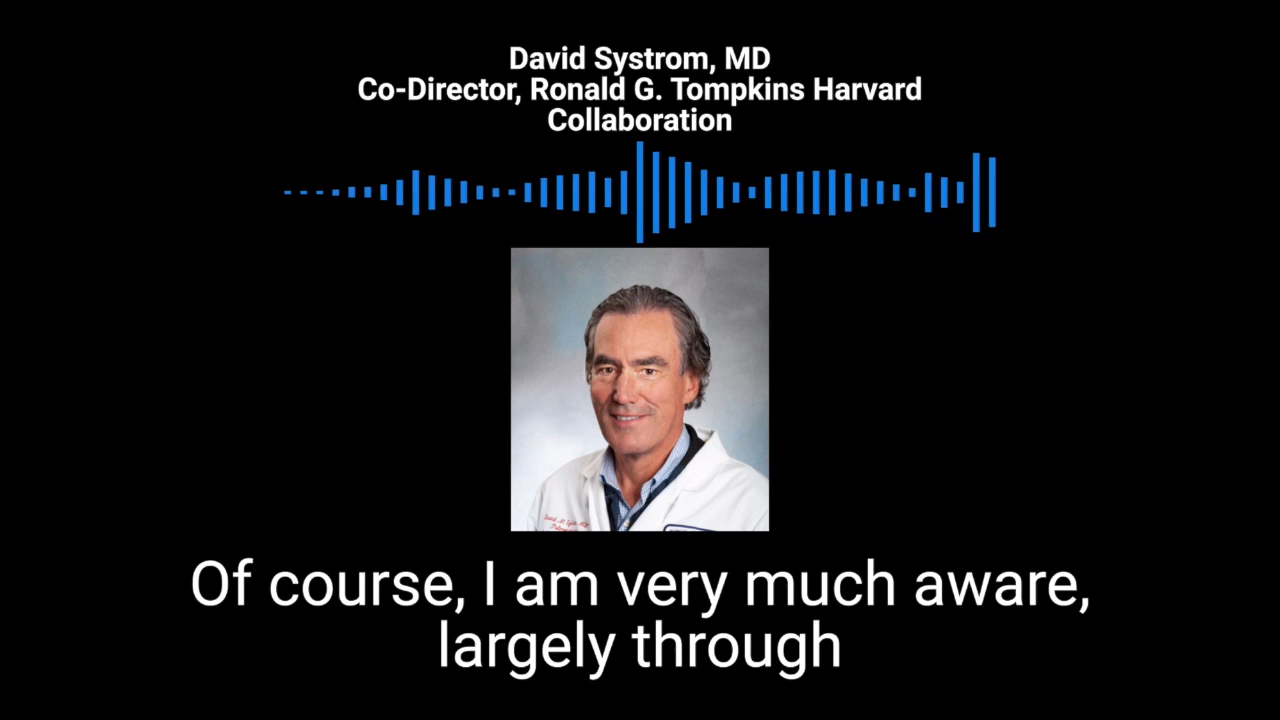 David Systrom, MD
Co-Director, Ronald G. Tompkins Harvard
Collaboration
Of course, I am very much aware,
largely through